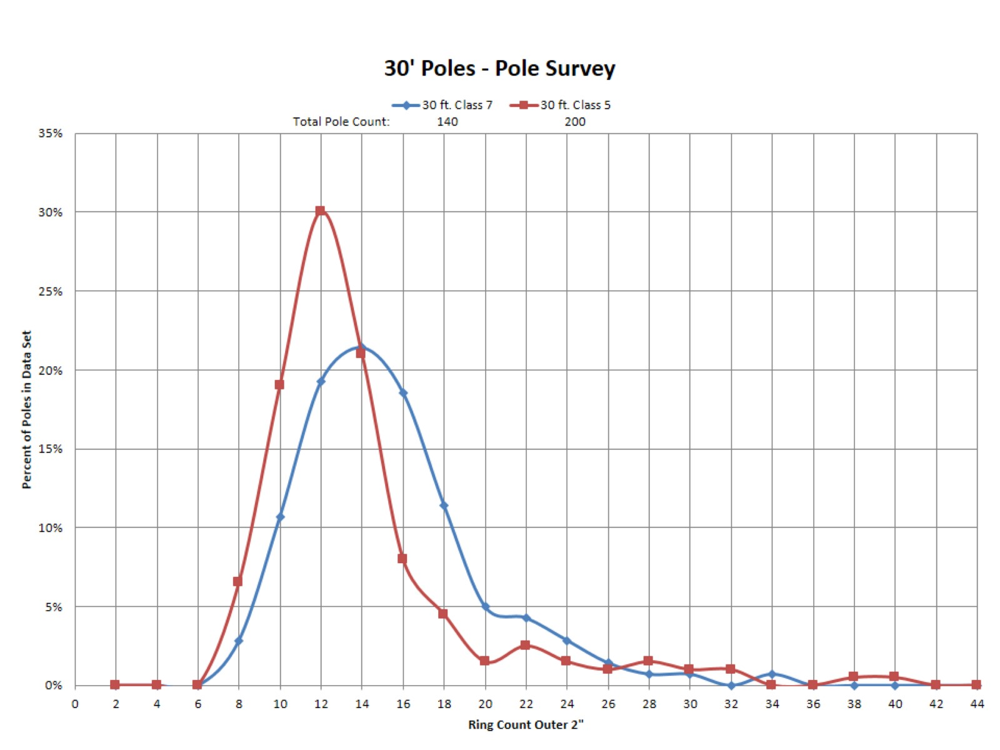 30' Poles - Pole Survey
30 ft. Class 7 30 ft. Class 5
Total Pole Count: 140 200
35%
30%
25%
20%
15%
10%
5%
0%
Percent of Poles in Data Set
0 2 4 6 8 10 12 14 16 18 20 22 24 26 28 30 32 34 36 38 40 42 44
Ring Count Outer 2"